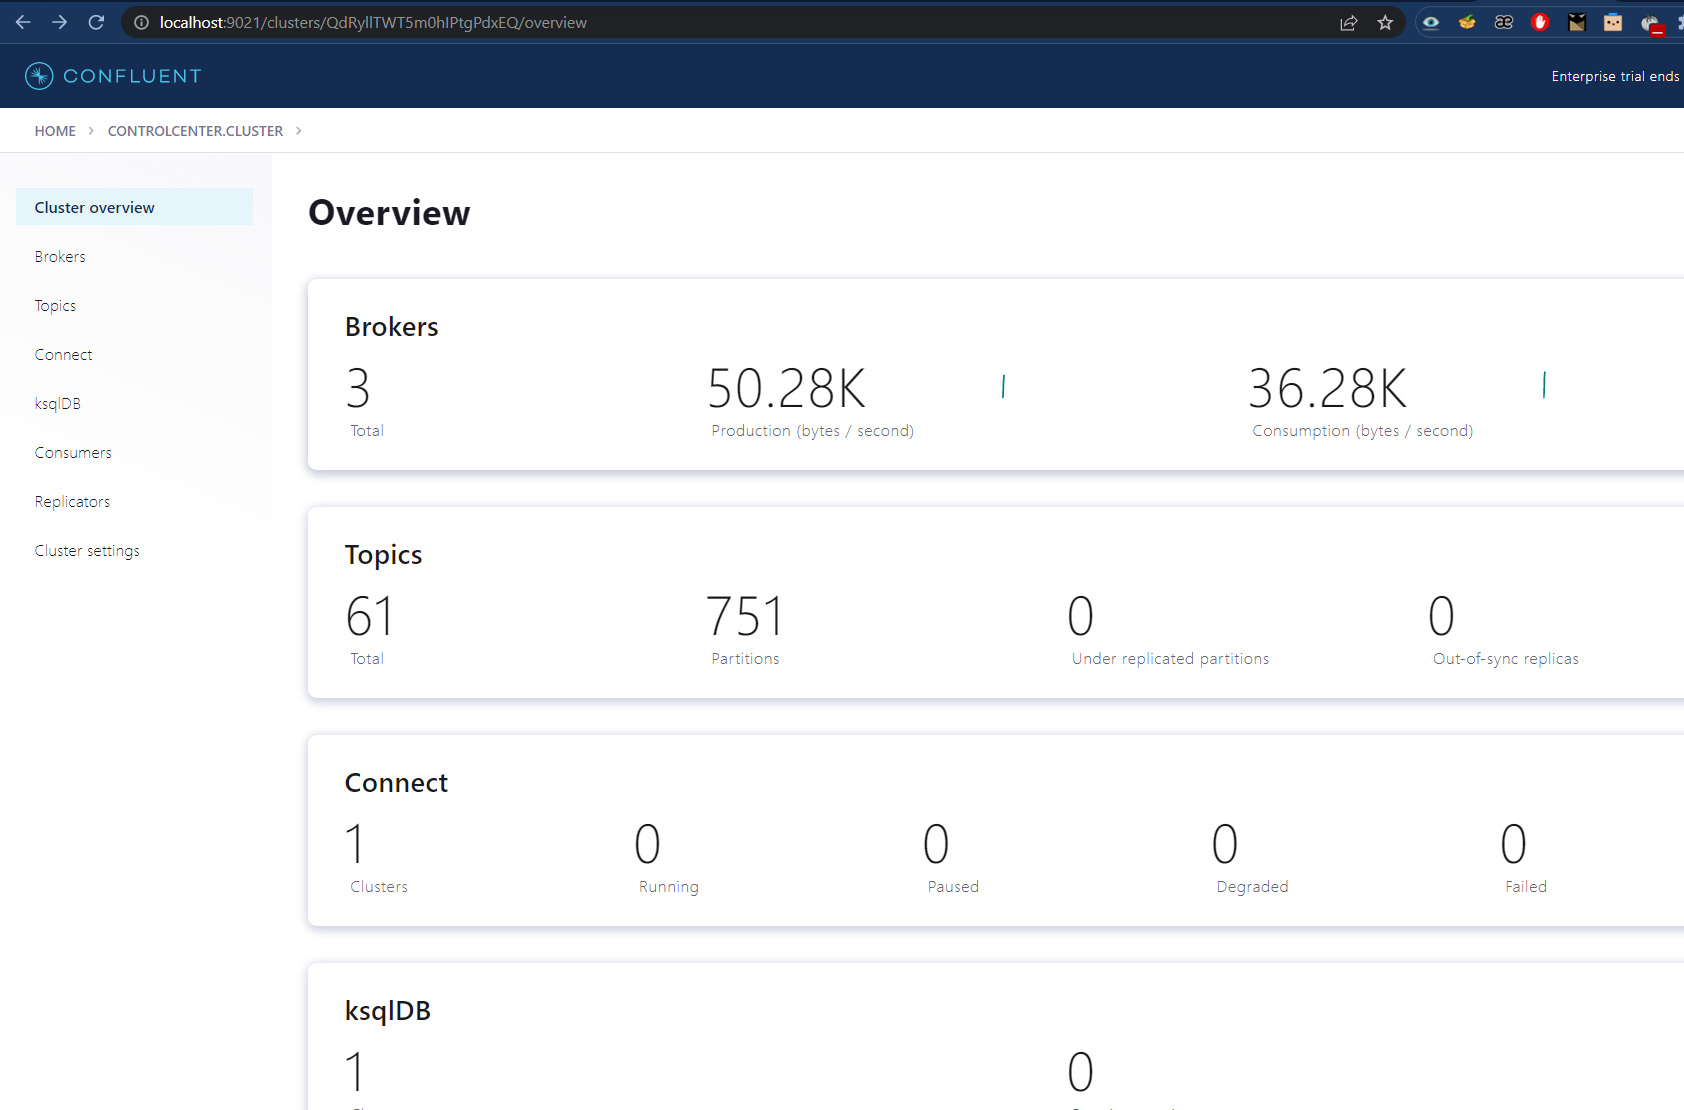 localhost:9021/clusters/QdRyllTWT5m0hIPtgPdxEQ/overview
CONFLUENT
Enterprise trial ends
HOME > CONTROLCENTER.CLUSTER >
Cluster overview
Brokers
Topics
Connect
ksqlDB
Consumers
Replicators
Cluster settings
Overview
Brokers
3 50.28K 36.28K
Total Production (bytes / second) Consumption (bytes / second)
Topics
61 751 0 0
Total Partitions Under replicated partitions Out-of-sync replicas
Connect
1 0 0 0 0
Clusters Running Paused Degraded Failed
ksqlDB
1 0